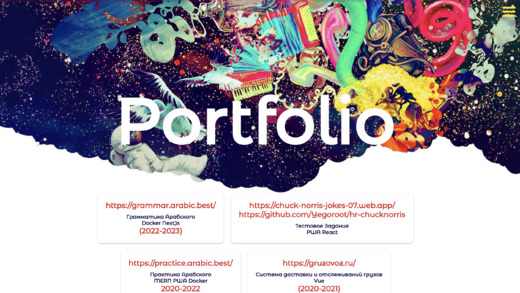 Portfolio
https://grammar.arabic.best/
Грамматика Арабского
Docker NextJs
(2022-2023)
https://chuck-norris-jokes-07.web.app/
https://github.com/Yegoroot/hr-chucknorris
Тестовое Задание
PWA React
https://practice.arabic.best/
Практика Арабского
MERN PWA Docker
2020-2022
https://gruzovoz.ru/
Система доставки и отслеживаний грузов
Vue
(2020-2021)